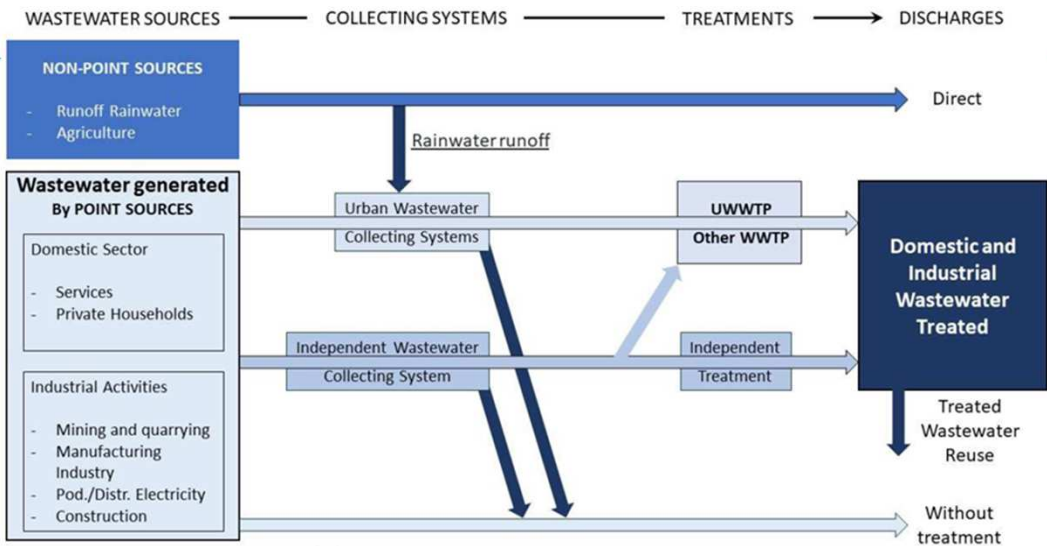 WASTEWATER SOURCES
COLLECTING SYSTEMS
TREATMENTS
DISCHARGES
NON-POINT SOURCES
- Runoff Rainwater
- Agriculture
Direct
Rainwater runoff
Wastewater generated
By POINT SOURCES
Domestic Sector
- Services
- Private Households
Industrial Activities
- Mining and quarrying
- Manufacturing
Industry
- Pod./Distr. Electricity
- Construction
Urban Wastewater
Collecting Systems
UWWTP
Other WWTP
Independent Wastewater
Collecting System
Independent
Treatment
Domestic and
Industrial
Wastewater
Treated
Treated
Wastewater
Reuse
Without
treatment